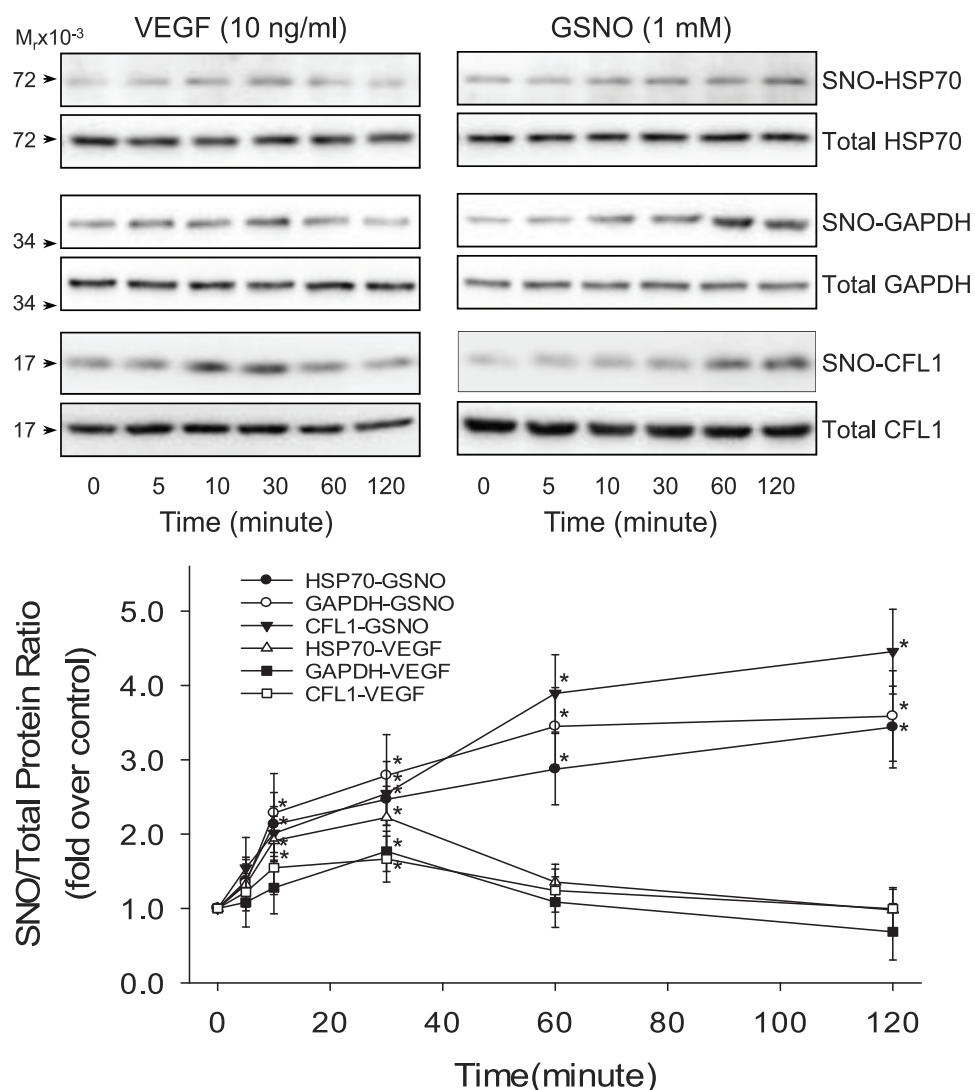 VEGF (10 ng/ml) GSNO (1 mM)
Mrx10-3
72 SNO-HSP70
72 Total HSP70
34 SNO-GAPDH
34 Total GAPDH
17 SNO-CFL1
17 Total CFL1
0 5 10 30 60 120 0 5 10 30 60 120
Time (minute) Time (minute)
HSP70-GSNO
GAPDH-GSNO
CFL1-GSNO
HSP70-VEGF
GAPDH-VEGF
CFL1-VEGF
SNO/Total Protein Ratio
(fold over control)
5.0
4.0
3.0
2.0
1.0
0.0
* * * * * * * * * * * * * * * *
0 20 40 60 80 100 120
Time(minute)